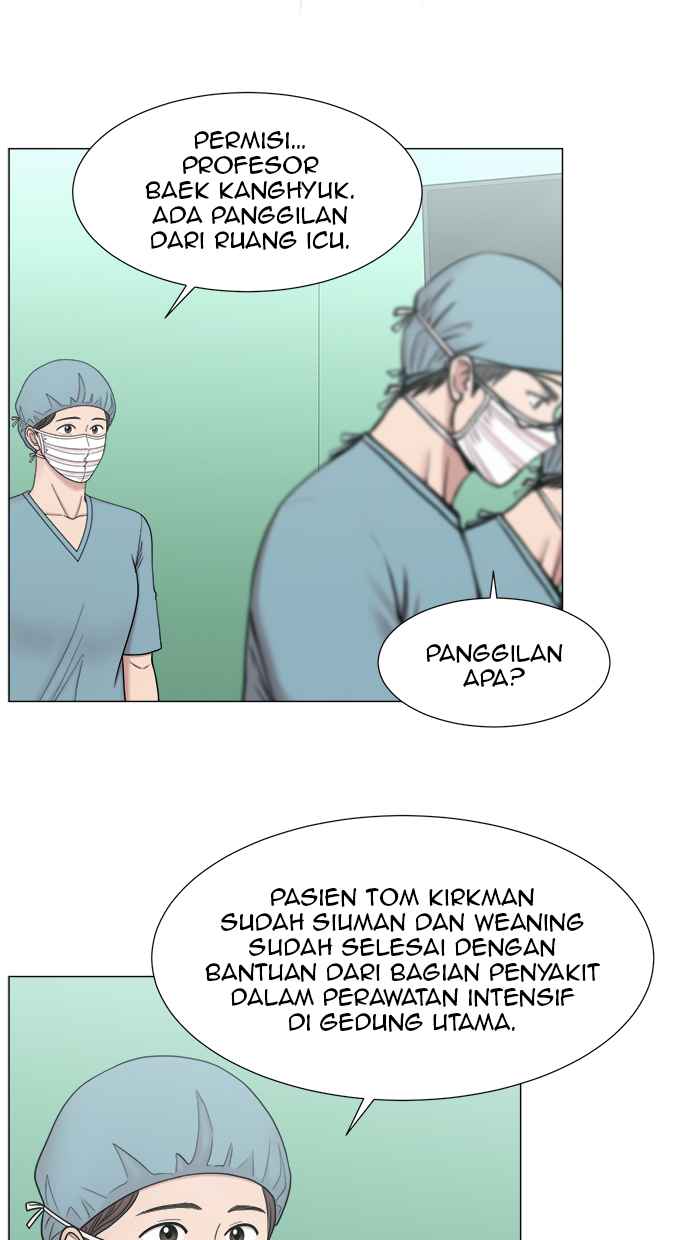 PERMISI...
PROFESOR
BAEK KANGHYUK.
ADA PANGGILAN
DARI RUANG ICU.
PANGGILAN
APA?
PASIEN TOM KIRKMAN
SUDAH SIUMAN DAN WEANING
SUDAH SELESAI DENGAN
BANTUAN DARI BAGIAN PENYAKIT
DALAM PERAWATAN INTENSIF
DI GEDUNG UTAMA.